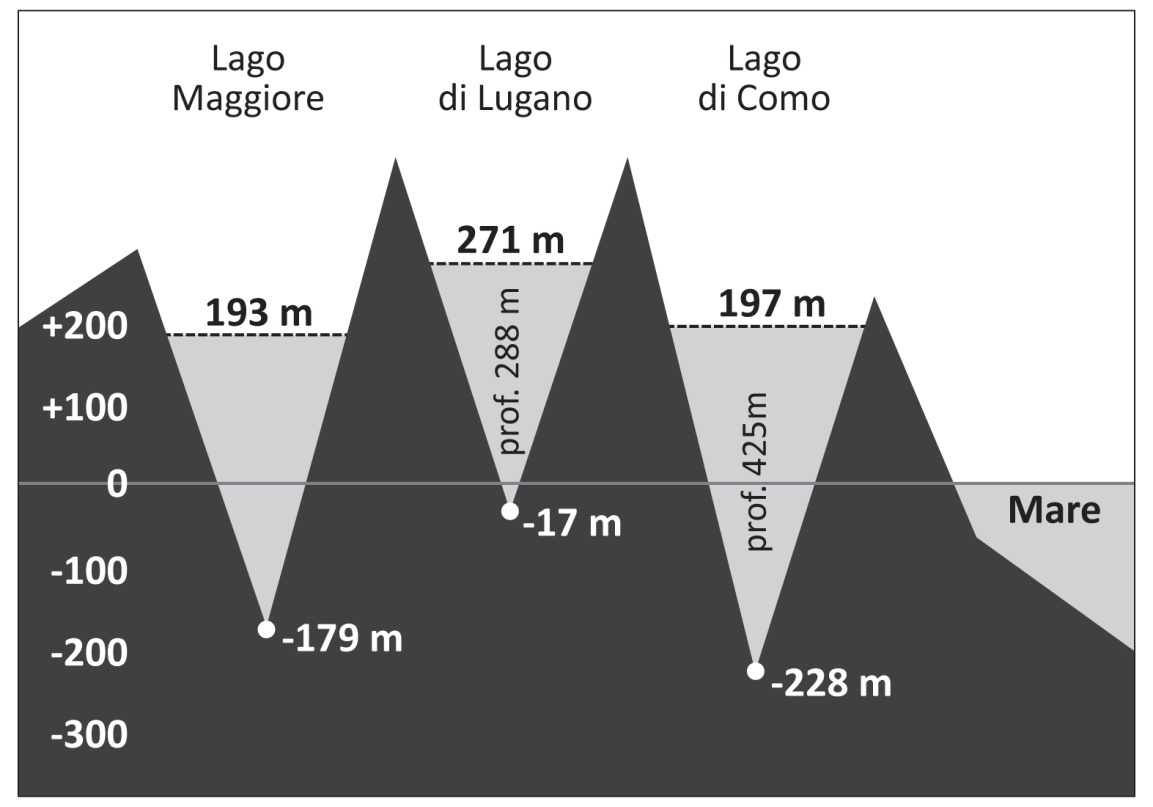 Lago
Maggiore
Lago
di Lugano
Lago
di Como
271 m
193 m
197 m
prof. 288 m
prof. 425m
+200
+100
0
-100
-200
-300
-17 m
Mare
-179 m
-228 m